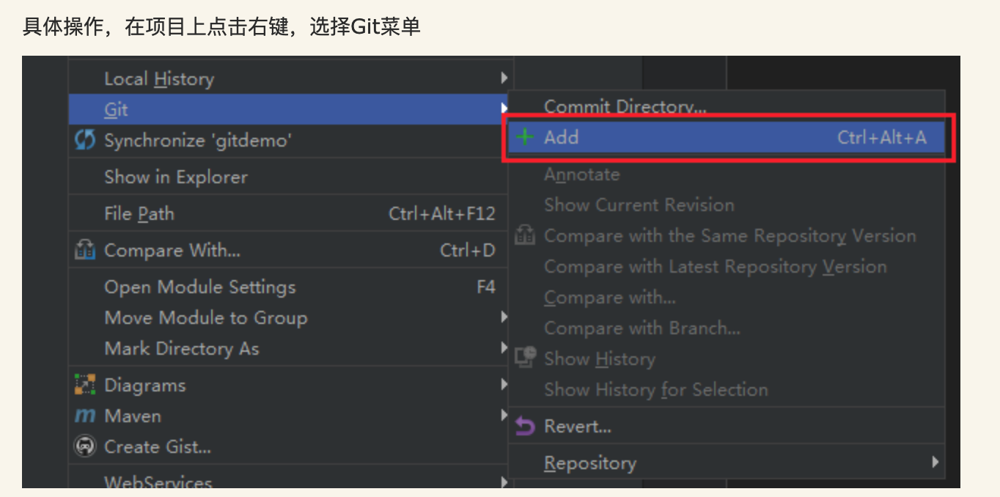 具体操作，在项目上点击右键，选择Git菜单
Local History
Git
Synchronize 'gitdemo'
Show in Explorer
File Path Ctrl+Alt+F12
Compare With... Ctrl+D
Open Module Settings F4
Move Module to Group
Mark Directory As
Diagrams
Maven
Create Gist...
WebServices
Commit Directory...
Add Ctrl+Alt+A
Annotate
Show Current Revision
Compare with the Same Repository Version
Compare with Latest Repository Version
Compare with...
Compare with Branch...
Show History
Show History for Selection
Revert...
Repository